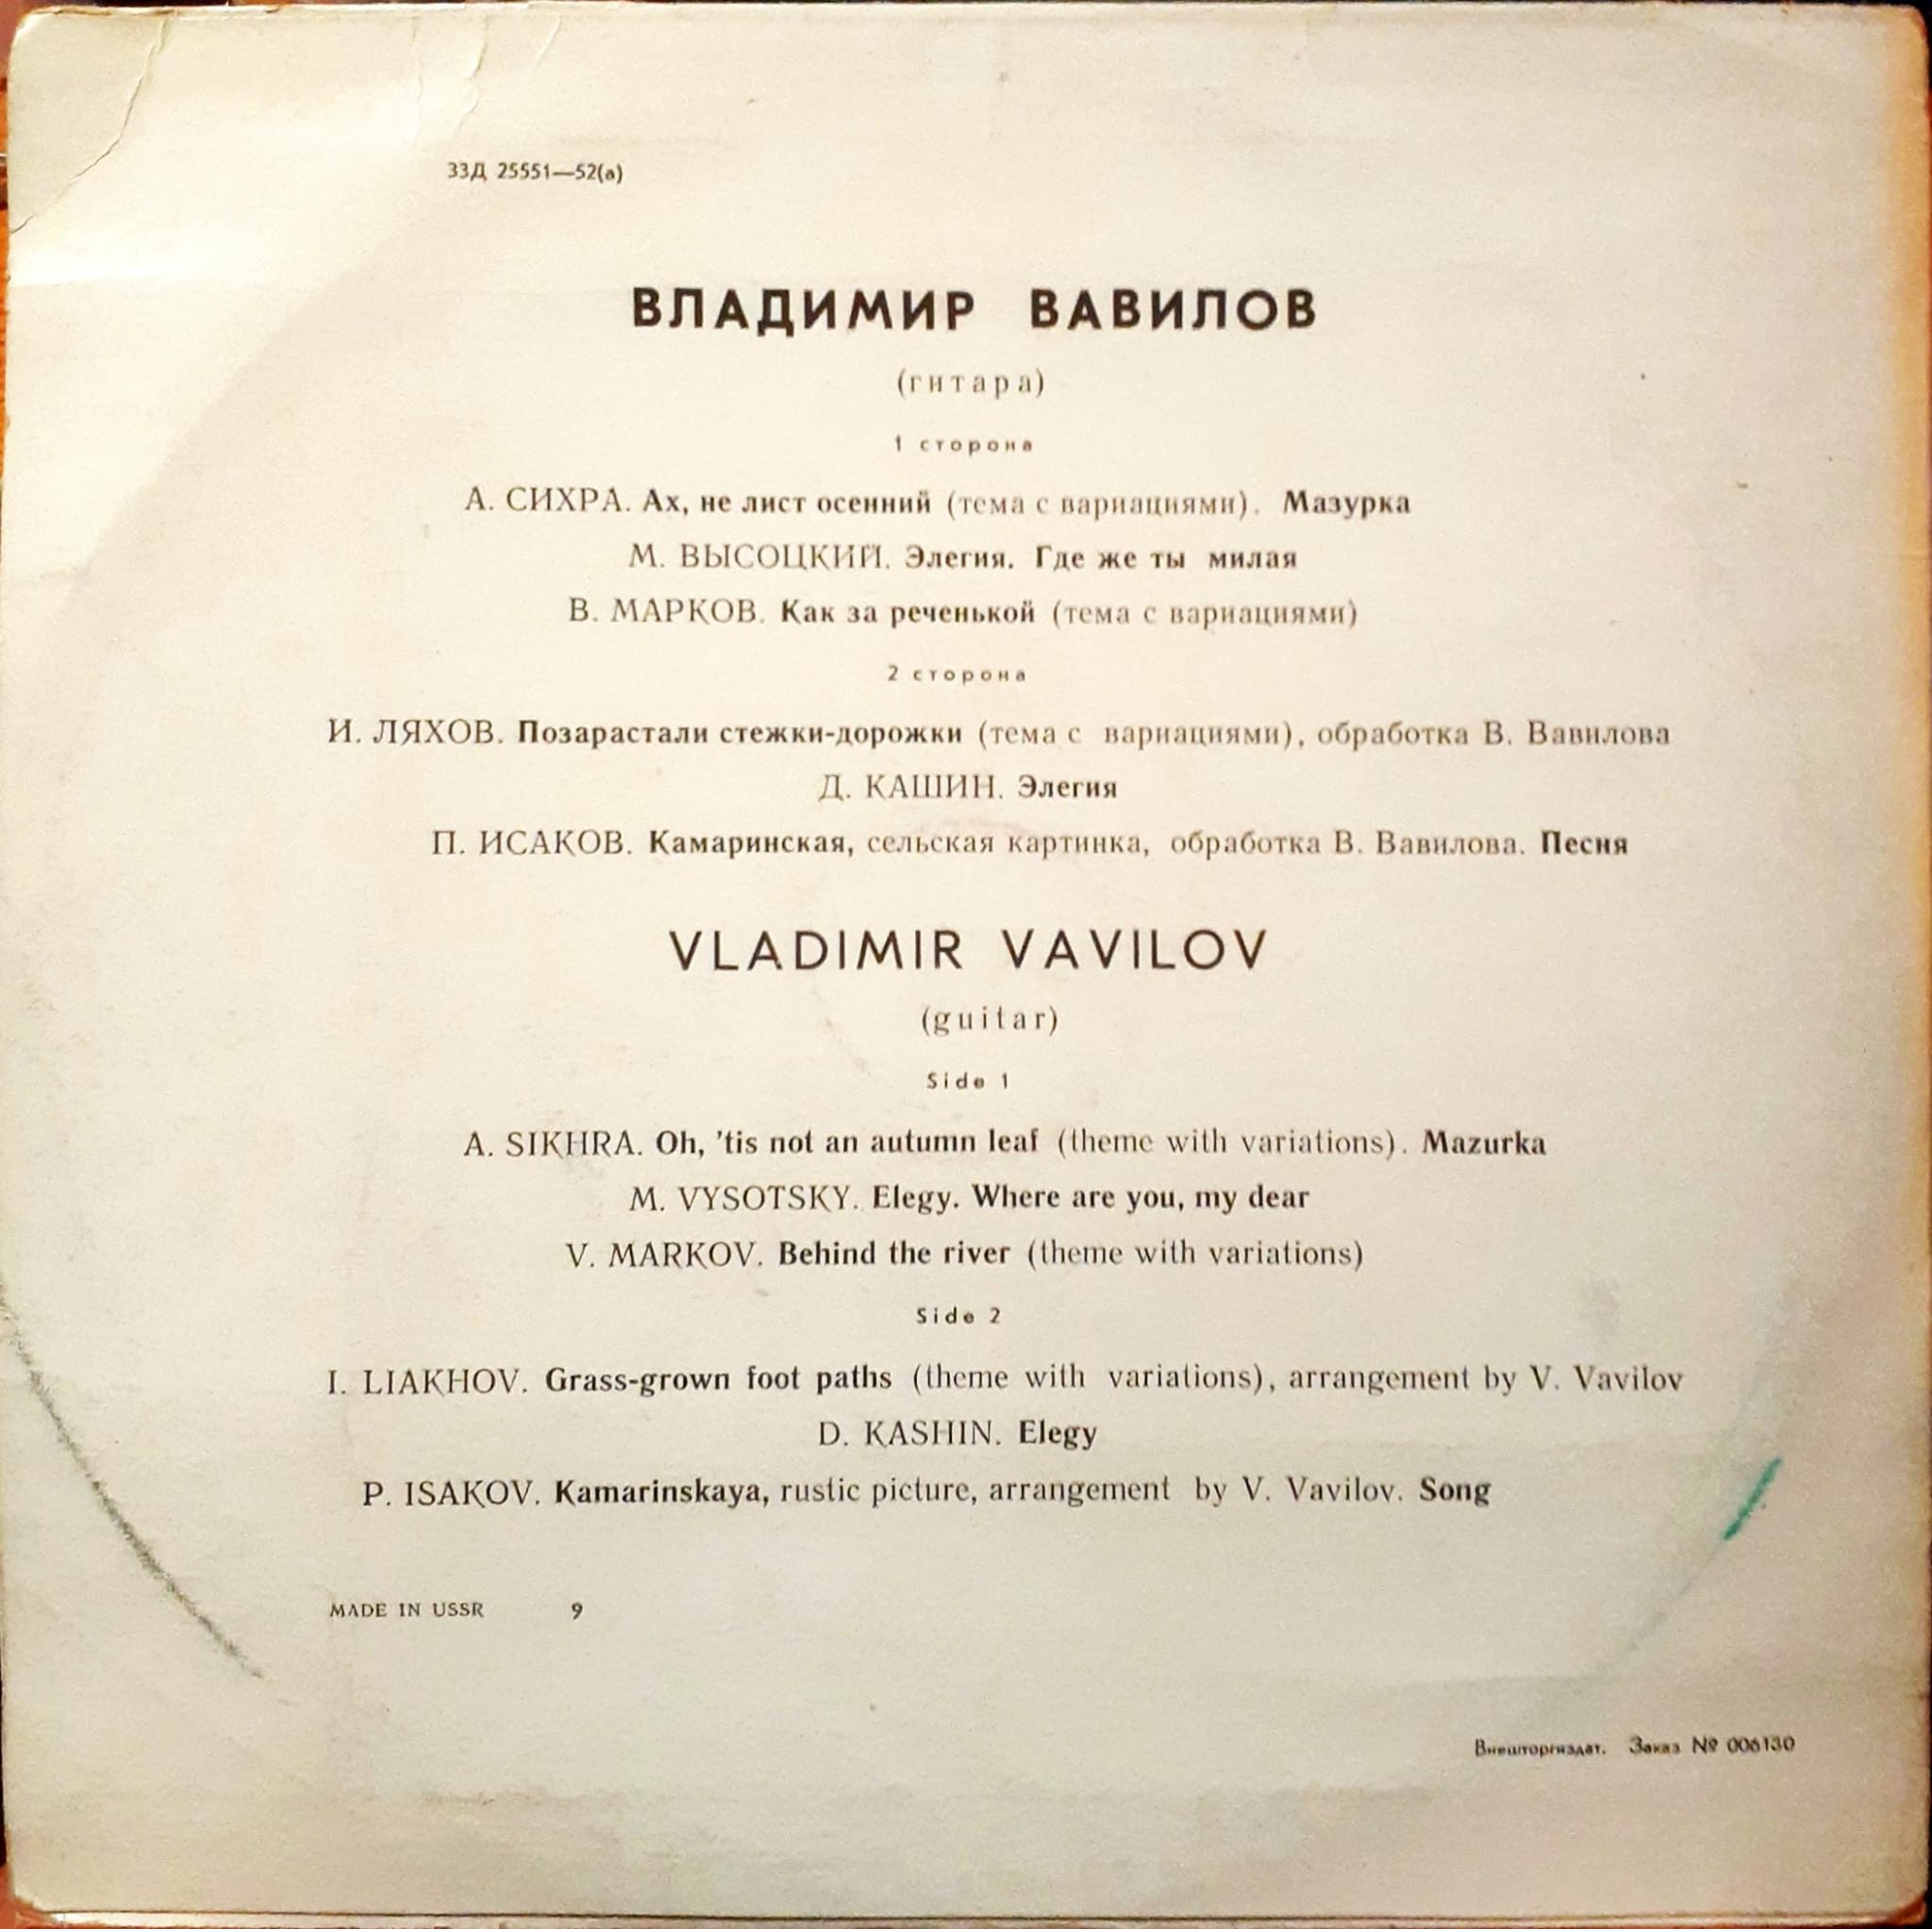 33Д 25551—52(а)
ВЛАДИМИР ВАВИЛОВ
(гитара)
1 сторона
А. СИХРА. Ах, не лист осенний (тема с вариациями). Мазурка
М. ВЫСОЦКИЙ. Элегия. Где же ты милая
В. МАРКОВ. Как за реченькой (тема с вариациями)
2 сторона
И. ЛЯХОВ. Позарастали стежки-дорожки (тема с вариациями), обработка В. Вавилова
Д. КАШИН. Элегия
П. ИСАКОВ. Камаринская, сельская картинка, обработка В. Вавилова. Песня
VLADIMIR VAVILOV
(guitar)
Side 1
A. SIKHRA. Oh, 'tis not an autumn leaf (theme with variations). Mazurka
M. VYSOTSKY. Elegy. Where are you, my dear
V. MARKOV. Behind the river (theme with variations)
Side 2
I. LIAKHOV. Grass-grown foot paths (theme with variations), arrangement by V. Vavilov
D. KASHIN. Elegy
P. ISAKOV. Kamarinskaya, rustic picture, arrangement by V. Vavilov. Song
MADE IN USSR 9
Внешторгиздат. Заказ № 006130